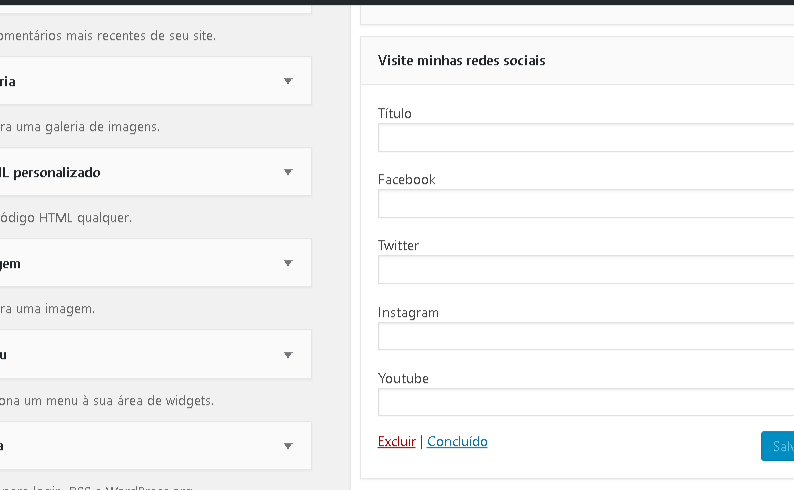 omentários mais recentes de seu site.
ria
ra uma galeria de imagens.
L personalizado
ódigo HTML qualquer.
gem
ra uma imagem.
u
ona um menu à sua área de widgets.
a
Visite minhas redes sociais
Título
Facebook
Twitter
Instagram
Youtube
Excluir | Concluído
Salv